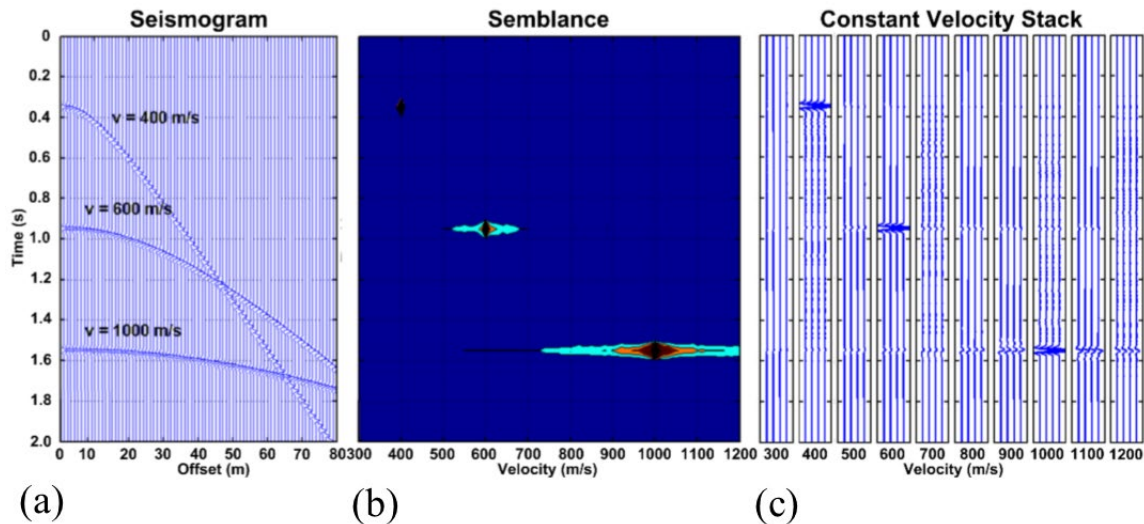 Seismogram
Semblance
Constant Velocity Stack
0
0.2
0.4
0.6
0.8
1.0
1.2
1.4
1.6
1.8
2.0
Time (s)
v = 400 m/s
v = 600 m/s
v = 1000 m/s
0 10 20 30 40 50 60 70 80
Offset (m)
300 400 500 600 700 800 900 1000 1100 1200
Velocity (m/s)
300 400 500 600 700 800 900 1000 1100 1200
Velocity (m/s)
(a)
(b)
(c)